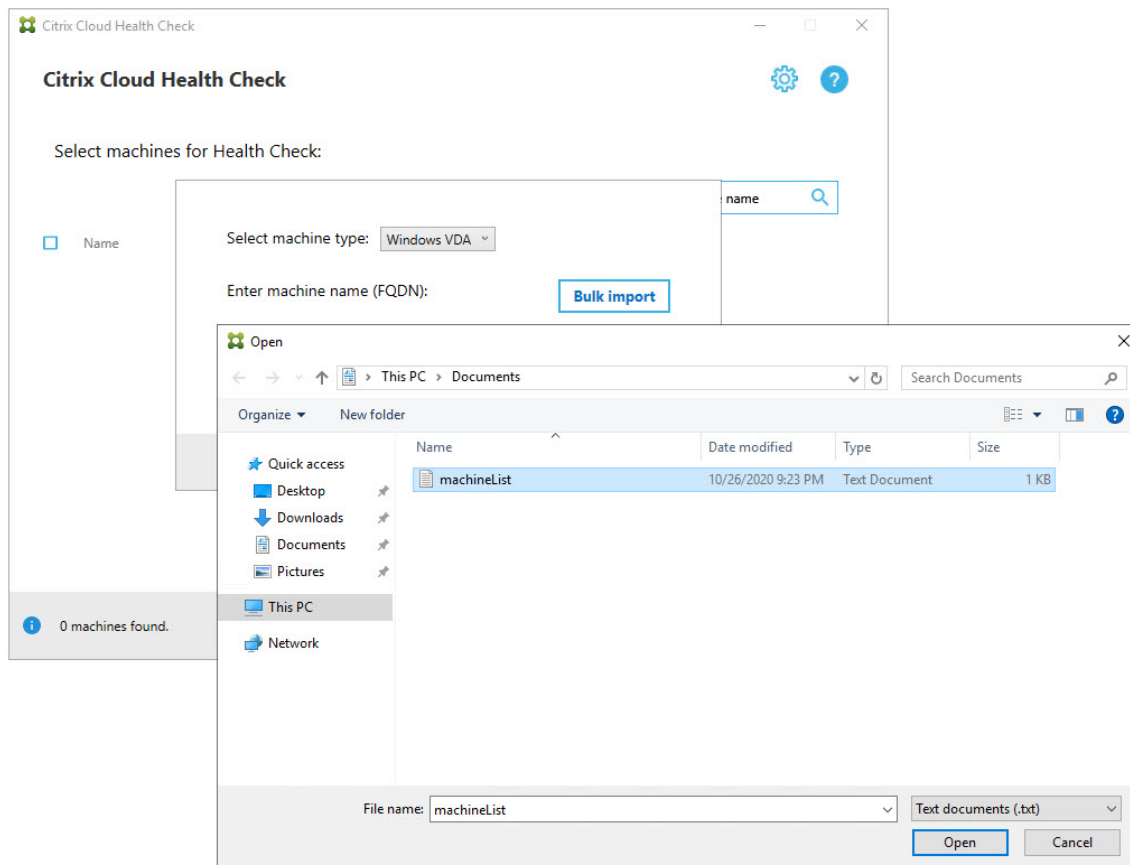 Citrix Cloud Health Check
Citrix Cloud Health Check
?
Select machines for Health Check:
name
Name
Select machine type: Windows VDA
Enter machine name (FQDN):
Bulk import
Open
This PC > Documents
Search Documents
Organize
New folder
?
Name
Date modified
Type
Size
Quick access
machineList
10/26/2020 9:23 PM
Text Document
1 KB
Desktop
Downloads
Documents
Pictures
This PC
Network
i
0 machines found.
File name: machineList
Text documents (.txt)
Open
Cancel